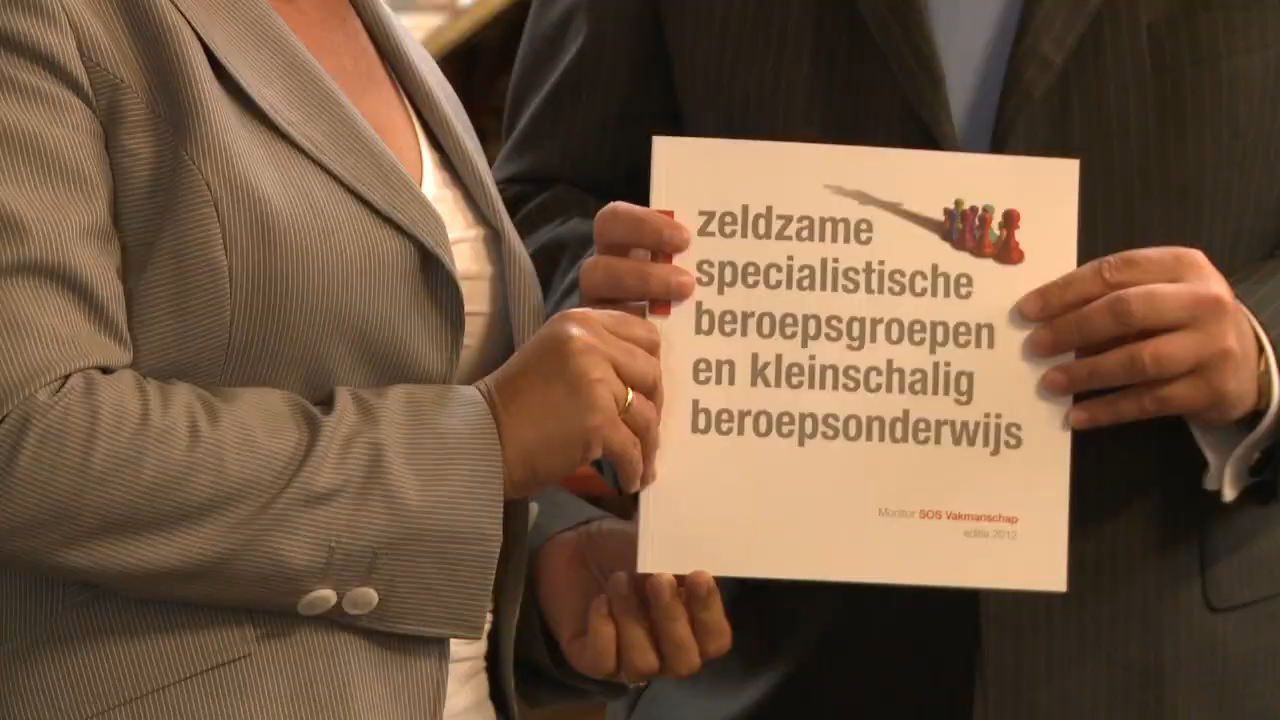 zeldzame
specialistische
beroepsgroepen
en kleinschalig
beroepsonderwijs
Monitor SOS Vakmanschap
editie 2012